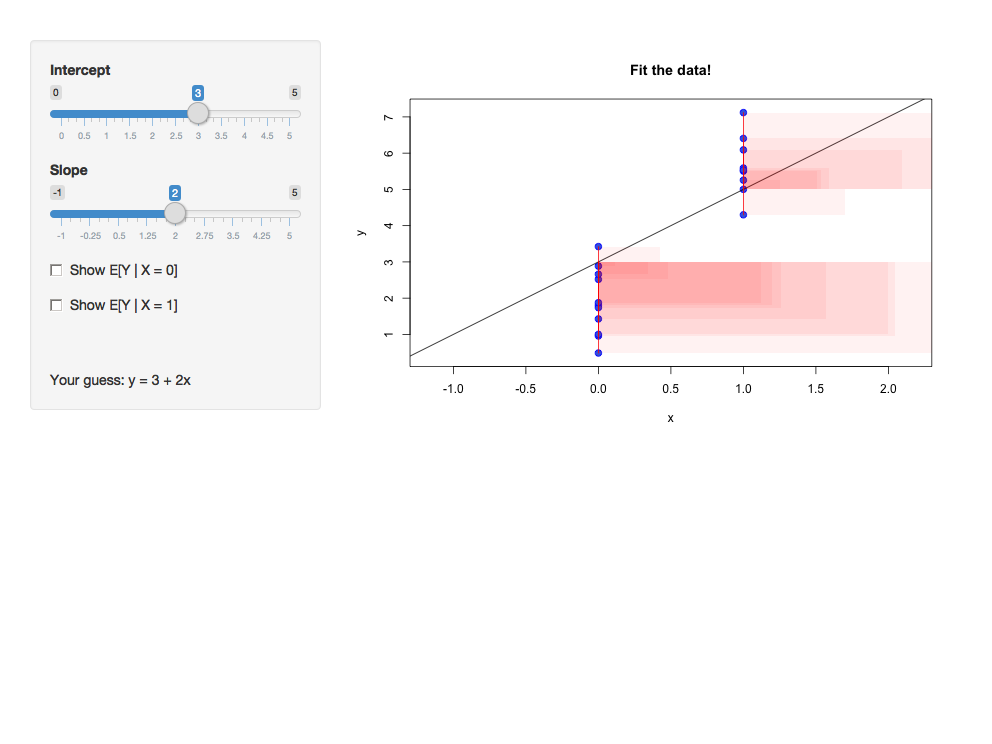 Intercept
0 3 5
0 0.5 1 1.5 2 2.5 3 3.5 4 4.5 5
Slope
-1 2 5
-1 -0.25 0.5 1.25 2 2.75 3.5 4.25 5
Show E[Y | X = 0]
Show E[Y | X = 1]
Your guess: y = 3 + 2x
Fit the data!
7
6
5
4
3
2
1
y
-1.0 -0.5 0.0 0.5 1.0 1.5 2.0
x